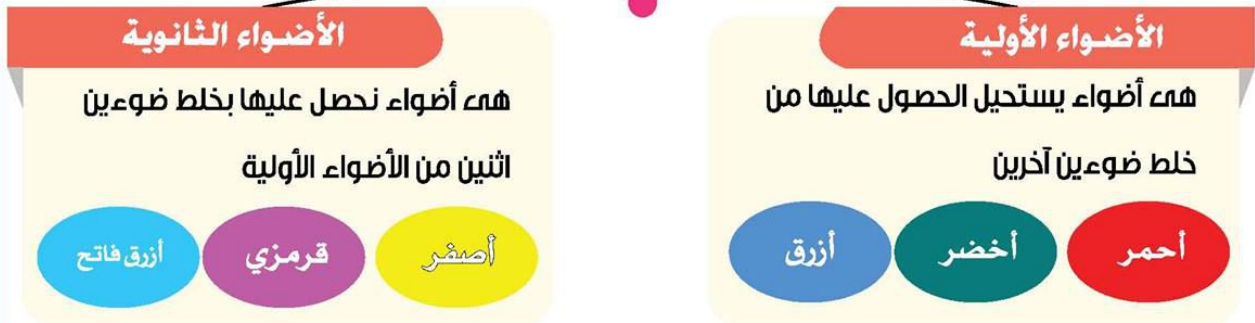 الأضواء الأولية
هى أضواء يستحيل الحصول عليها من
خلط ضوءين آخرين
أحمر
أخضر
أزرق
الأضواء الثانوية
هى أضواء نحصل عليها بخلط ضوءين
اثنين من الأضواء الأولية
أصفر
قرمزي
أزرق فاتح